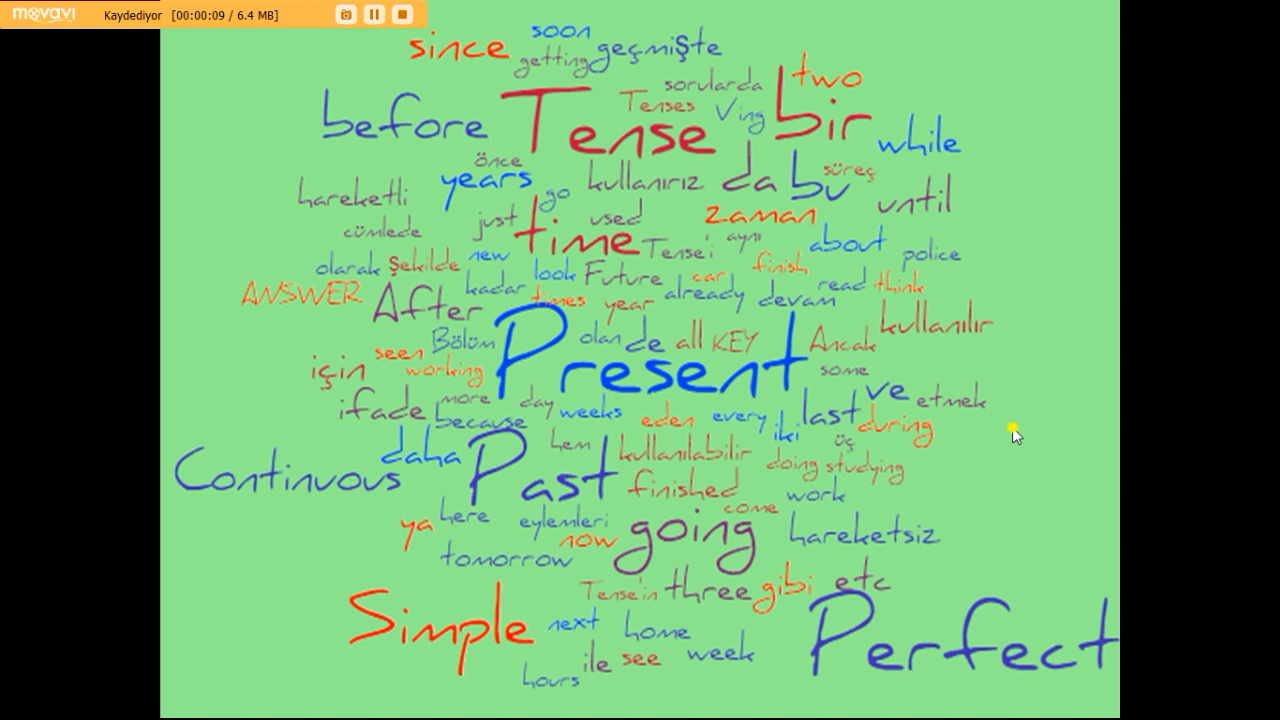 movavi Kaydediyor [00:00:09 / 6.4 MB]
since soon geçmişte
getting
sorularda two
before Tense Tenses Ving bir while
önce
hareketli years go kullanırız da bu süreç until
cümlede just used zaman
time Tense'i aynı about police
olarak şekilde new look Future car finish
ANSWER After kadar times year already devam read think
Bölüm olan de all KEY Ancak kullanılır
için seen working Present some
ifade more day weeks eden every last ve etmek
because iki during
daha hem kullanılabilir üç
Continuous Past finished doing studying
come work
ya here eylemleri now going hareketsiz
tomorrow
Tense'in three gibi etc
Simple next home Perfect
ile see week
hours